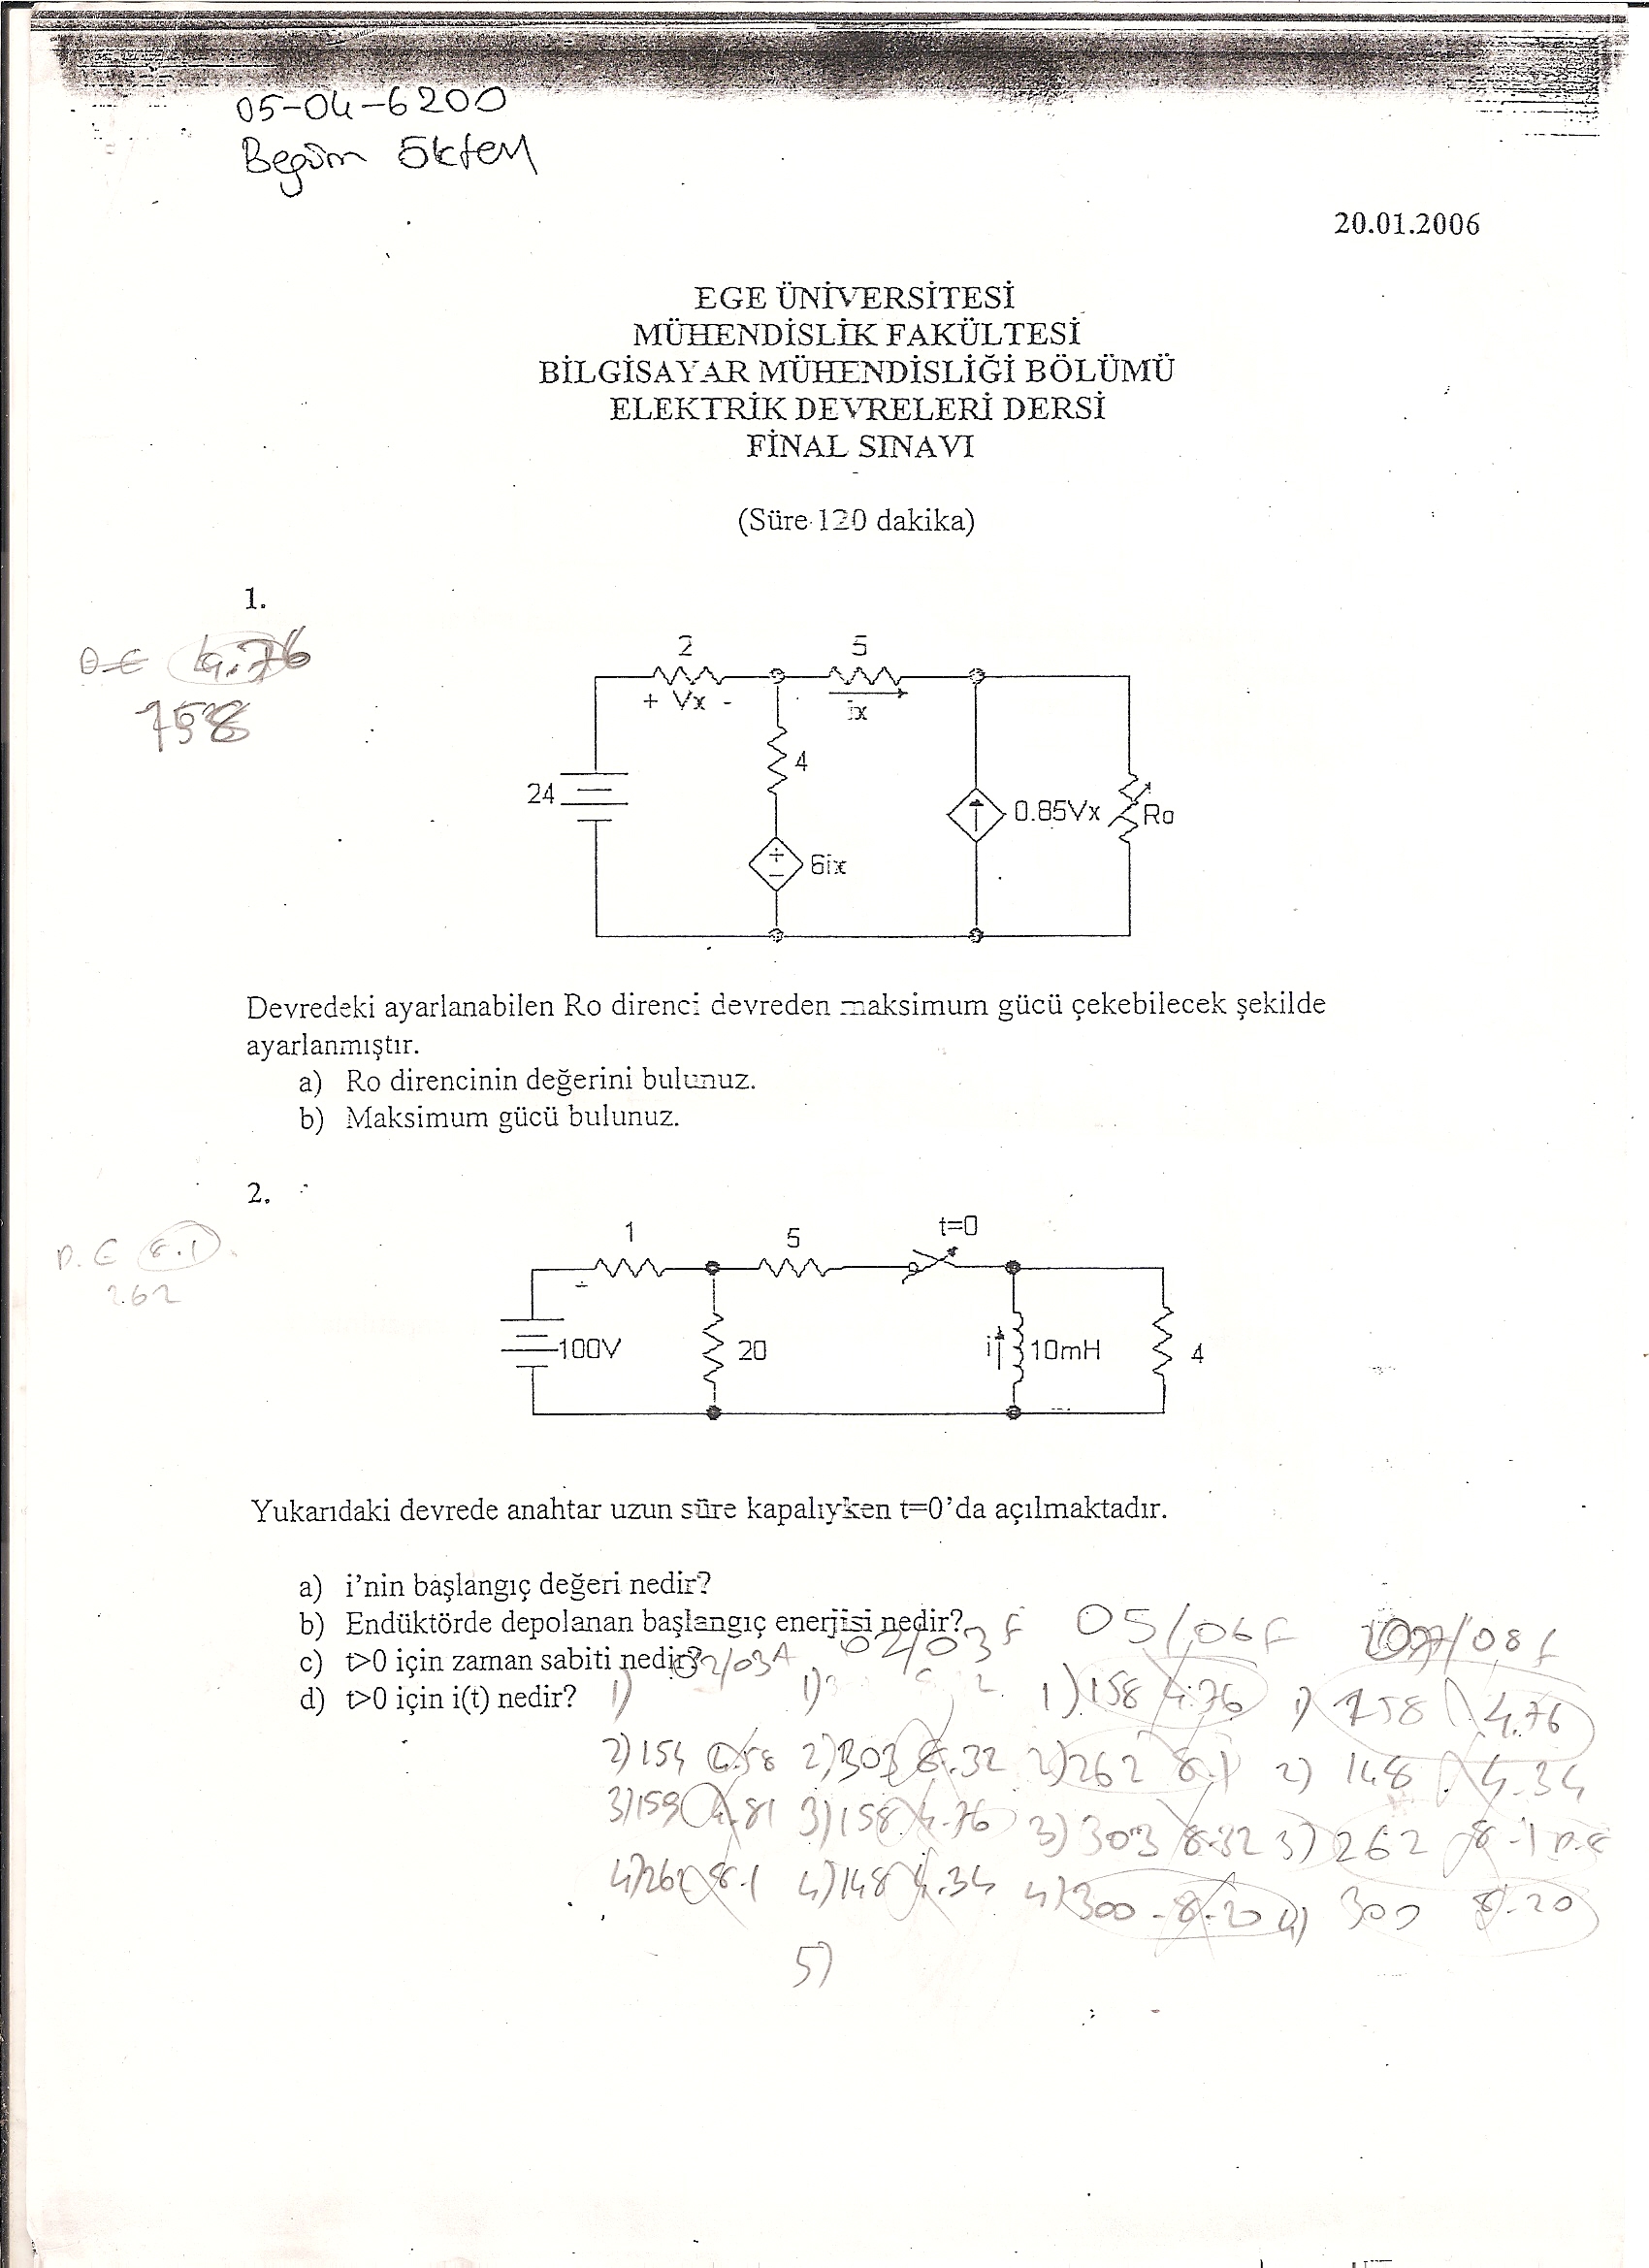 05-04-6200
Begüm Öktem
20.01.2006
EGE ÜNİVERSİTESİ
MÜHENDİSLİK FAKÜLTESİ
BİLGİSAYAR MÜHENDİSLİĞİ BÖLÜMÜ
ELEKTRİK DEVRELERİ DERSİ
FİNAL SINAVI
(Süre 120 dakika)
1.
4.76
158
2
5
+ Vx -
ix
4
24
0.85Vx
Ro
+
-
6ix
Devredeki ayarlanabilen Ro direnci devreden maksimum gücü çekebilecek şekilde
ayarlanmıştır.
a) Ro direncinin değerini bulunuz.
b) Maksimum gücü bulunuz.
2.
8.1
262
1
5
t=0
+
100V
20
i
10mH
4
Yukarıdaki devrede anahtar uzun süre kapalıyken t=0'da açılmaktadır.
a) i'nin başlangıç değeri nedir?
b) Endüktörde depolanan başlangıç enerjisi nedir?
c) t>0 için zaman sabiti nedir?
d) t>0 için i(t) nedir?
02/03A 02/03 F 05/06 F 07/08 f
1) 1) 1) 158 4.76 1) 158 4.76
2) 154 4.58 2) 303 8.32 2) 262 8.1 2) 148 4.34
3) 159 4.81 3) 158 4.76 3) 303 8.32 3) 262 8.1
4) 262 8.1 4) 148 4.34 4) 300 8.20 4) 300 8.20
5)